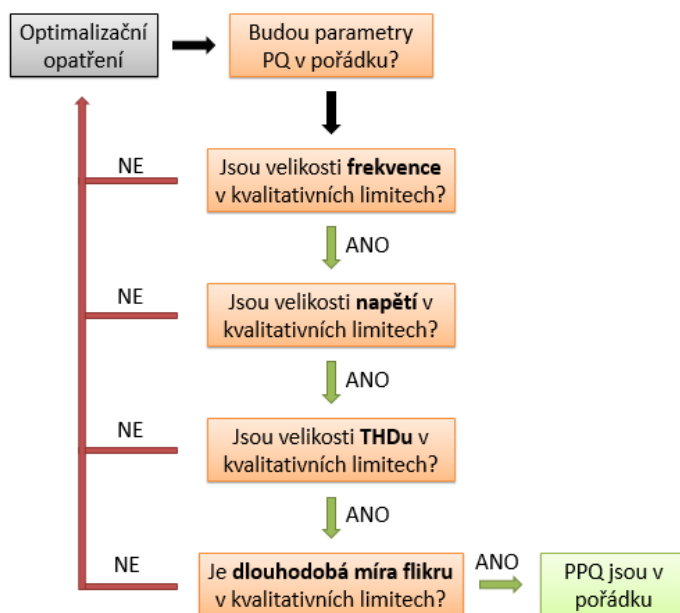 Optimalizační
opatření
Budou parametry
PQ v pořádku?
NE
Jsou velikosti frekvence
v kvalitativních limitech?
ANO
NE
Jsou velikosti napětí v
kvalitativních limitech?
ANO
NE
Jsou velikosti THDu v
kvalitativních limitech?
ANO
NE
Je dlouhodobá míra flikru
v kvalitativních limitech?
ANO
PPQ jsou v
pořádku